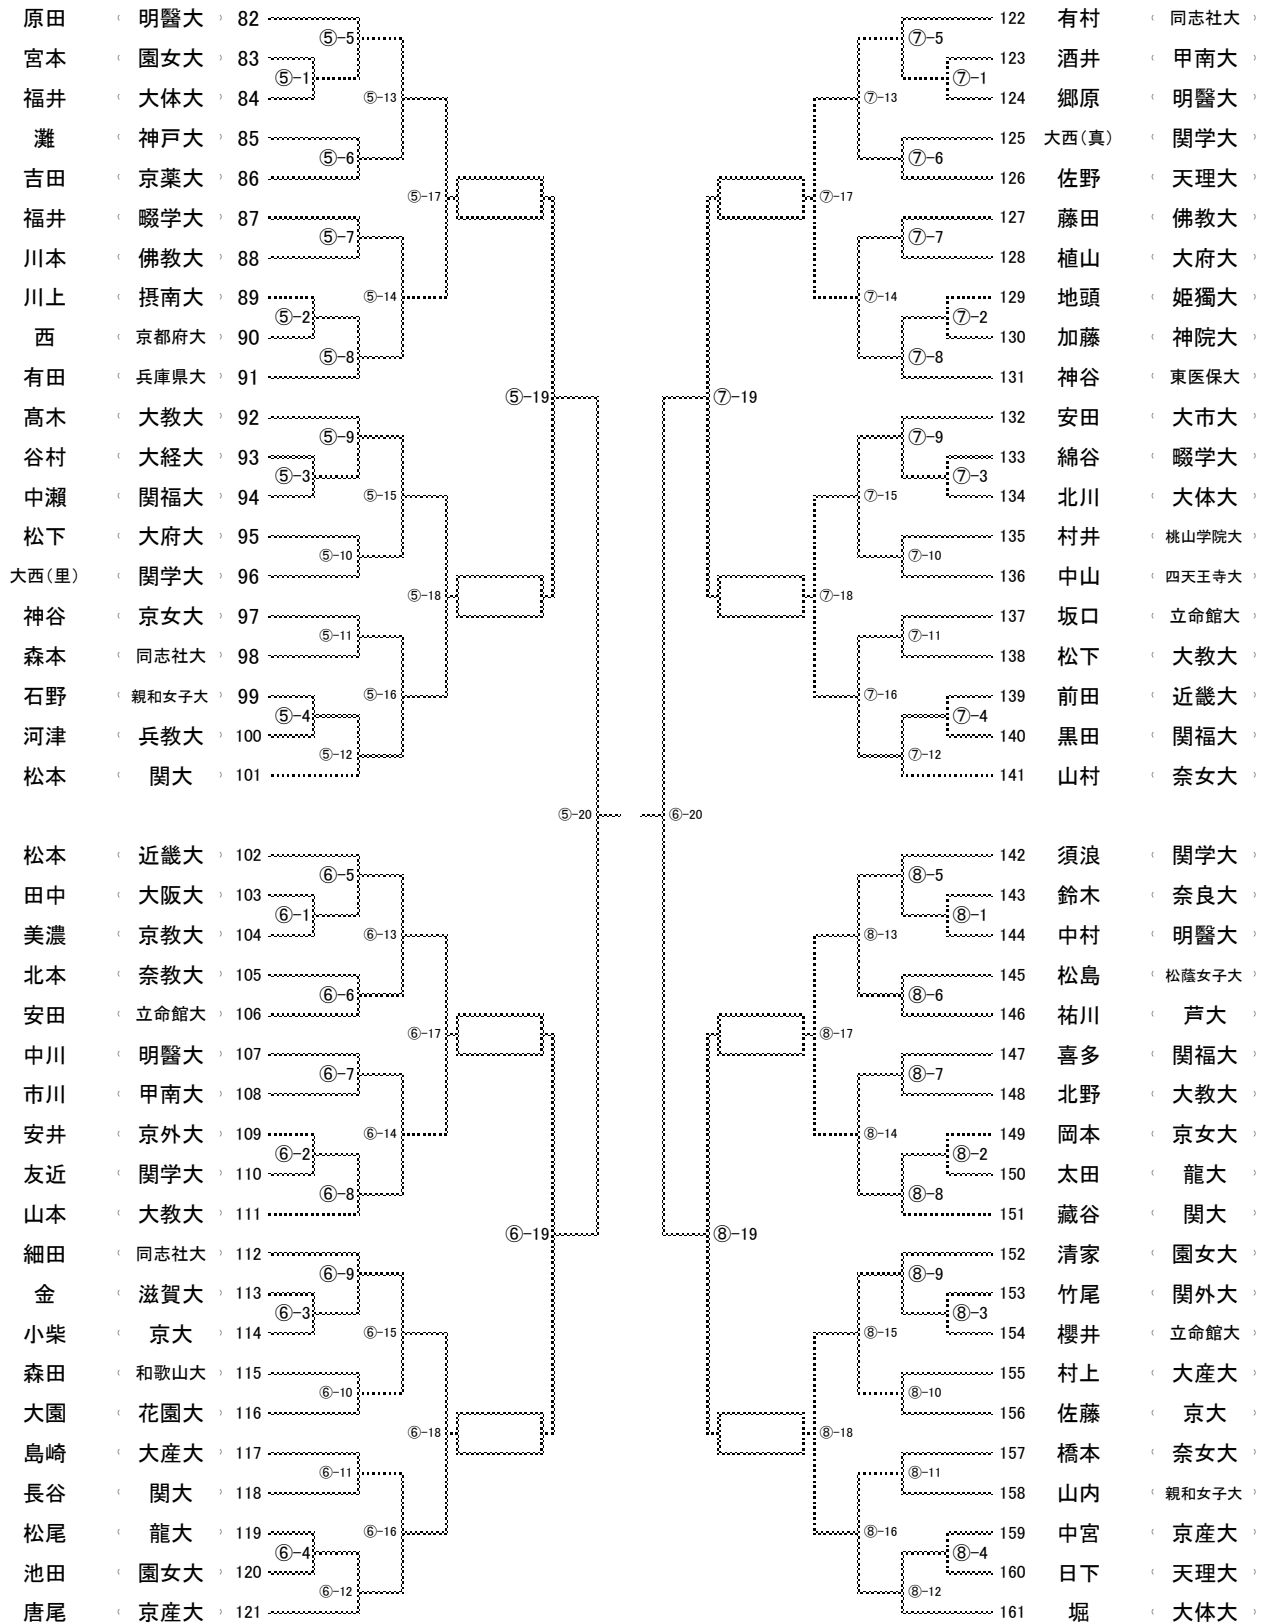 原田 （ 明醫大 ） 82
宮本 （ 園女大 ） 83
福井 （ 大体大 ） 84
灘 （ 神戸大 ） 85
吉田 （ 京薬大 ） 86
福井 （ 畷学大 ） 87
川本 （ 佛教大 ） 88
川上 （ 摂南大 ） 89
西 （ 京都府大 ） 90
有田 （ 兵庫県大 ） 91
髙木 （ 大教大 ） 92
谷村 （ 大経大 ） 93
中瀨 （ 関福大 ） 94
松下 （ 大府大 ） 95
大西（里） （ 関学大 ） 96
神谷 （ 京女大 ） 97
森本 （ 同志社大 ） 98
石野 （ 親和女子大 ） 99
河津 （ 兵教大 ） 100
松本 （ 関大 ） 101
⑤-5
⑤-1
⑤-13
⑤-6
⑤-17
⑤-7
⑤-14
⑤-2
⑤-8
⑤-19
⑤-9
⑤-3
⑤-15
⑤-10
⑤-18
⑤-11
⑤-16
⑤-4
⑤-12
⑤-20
松本 （ 近畿大 ） 102
田中 （ 大阪大 ） 103
美濃 （ 京教大 ） 104
北本 （ 奈教大 ） 105
安田 （ 立命館大 ） 106
中川 （ 明醫大 ） 107
市川 （ 甲南大 ） 108
安井 （ 京外大 ） 109
友近 （ 関学大 ） 110
山本 （ 大教大 ） 111
細田 （ 同志社大 ） 112
金 （ 滋賀大 ） 113
小柴 （ 京大 ） 114
森田 （ 和歌山大 ） 115
大園 （ 花園大 ） 116
島崎 （ 大産大 ） 117
長谷 （ 関大 ） 118
松尾 （ 龍大 ） 119
池田 （ 園女大 ） 120
唐尾 （ 京産大 ） 121
⑥-5
⑥-1
⑥-13
⑥-6
⑥-17
⑥-7
⑥-14
⑥-2
⑥-8
⑥-19
⑥-9
⑥-3
⑥-15
⑥-10
⑥-18
⑥-11
⑥-16
⑥-4
⑥-12
122 有村 （ 同志社大 ）
123 酒井 （ 甲南大 ）
124 郷原 （ 明醫大 ）
125 大西（真） （ 関学大 ）
126 佐野 （ 天理大 ）
127 藤田 （ 佛教大 ）
128 植山 （ 大府大 ）
129 地頭 （ 姫獨大 ）
130 加藤 （ 神院大 ）
131 神谷 （ 東医保大 ）
132 安田 （ 大市大 ）
133 綿谷 （ 畷学大 ）
134 北川 （ 大体大 ）
135 村井 （ 桃山学院大 ）
136 中山 （ 四天王寺大 ）
137 坂口 （ 立命館大 ）
138 松下 （ 大教大 ）
139 前田 （ 近畿大 ）
140 黒田 （ 関福大 ）
141 山村 （ 奈女大 ）
⑦-5
⑦-1
⑦-13
⑦-6
⑦-17
⑦-7
⑦-14
⑦-2
⑦-8
⑦-19
⑦-9
⑦-3
⑦-15
⑦-10
⑦-18
⑦-11
⑦-16
⑦-4
⑦-12
⑥-20
142 須浪 （ 関学大 ）
143 鈴木 （ 奈良大 ）
144 中村 （ 明醫大 ）
145 松島 （ 松蔭女子大 ）
146 祐川 （ 芦大 ）
147 喜多 （ 関福大 ）
148 北野 （ 大教大 ）
149 岡本 （ 京女大 ）
150 太田 （ 龍大 ）
151 藏谷 （ 関大 ）
152 清家 （ 園女大 ）
153 竹尾 （ 関外大 ）
154 櫻井 （ 立命館大 ）
155 村上 （ 大産大 ）
156 佐藤 （ 京大 ）
157 橋本 （ 奈女大 ）
158 山内 （ 親和女子大 ）
159 中宮 （ 京産大 ）
160 日下 （ 天理大 ）
161 堀 （ 大体大 ）
⑧-5
⑧-1
⑧-13
⑧-6
⑧-17
⑧-7
⑧-14
⑧-2
⑧-8
⑧-19
⑧-9
⑧-3
⑧-15
⑧-10
⑧-18
⑧-11
⑧-16
⑧-4
⑧-12